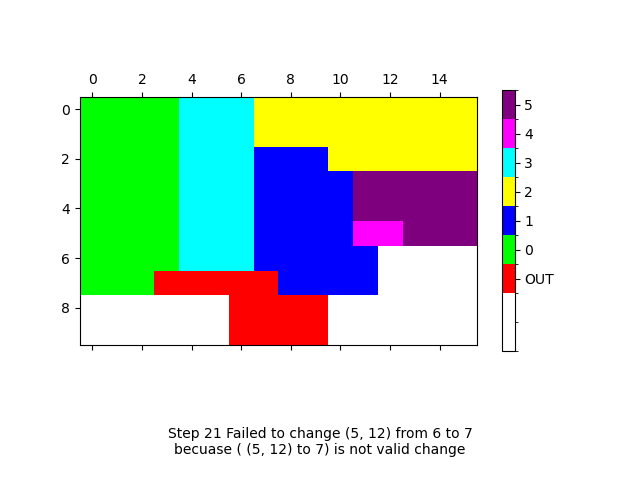 0 2 4 6 8 10 12 14
0
2
4
6
8
5
4
3
2
1
0
OUT
Step 21 Failed to change (5, 12) from 6 to 7
becuase ( (5, 12) to 7) is not valid change